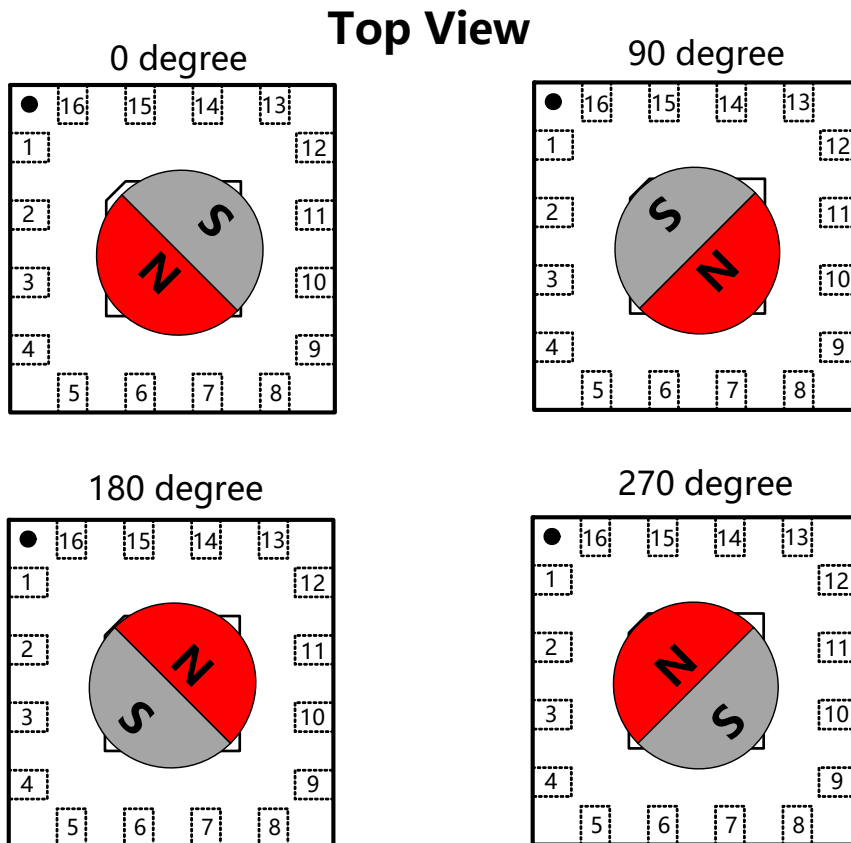 Top View
0 degree
90 degree
16 15 14 13
1 12
2 11
3 10
4 9
5 6 7 8
S
N
16 15 14 13
1 12
2 11
3 10
4 9
5 6 7 8
S
N
180 degree
270 degree
16 15 14 13
1 12
2 11
3 10
4 9
5 6 7 8
N
S
16 15 14 13
1 12
2 11
3 10
4 9
5 6 7 8
N
S